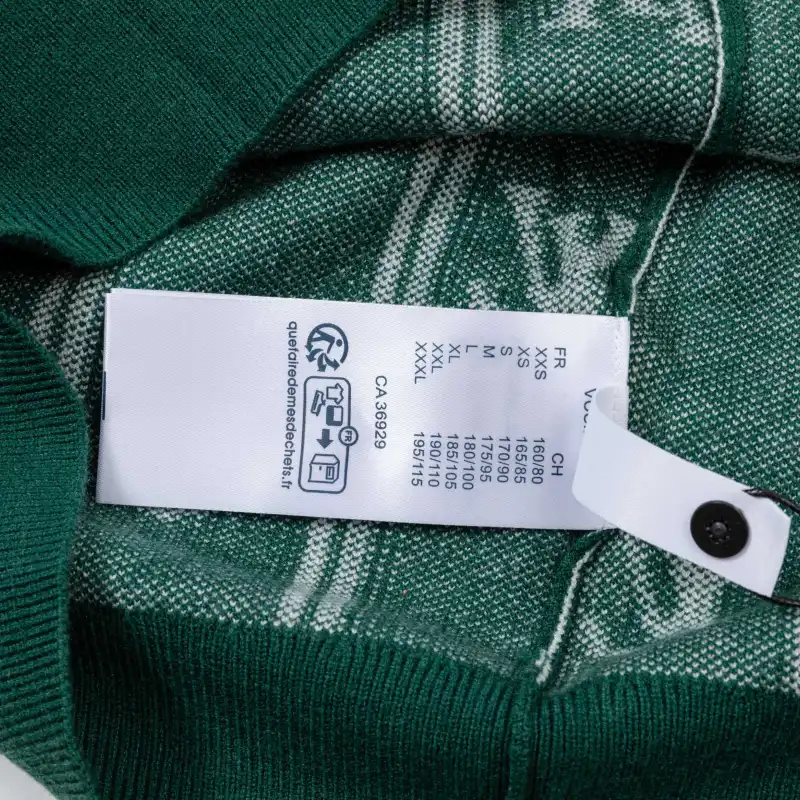 FR CH
XXS 160/80
XS 165/85
S 170/90
M 175/95
L 180/100
XL 185/105
XXL 190/110
XXXL 195/115
CA 36929
FR
quefairedemesdechets.fr